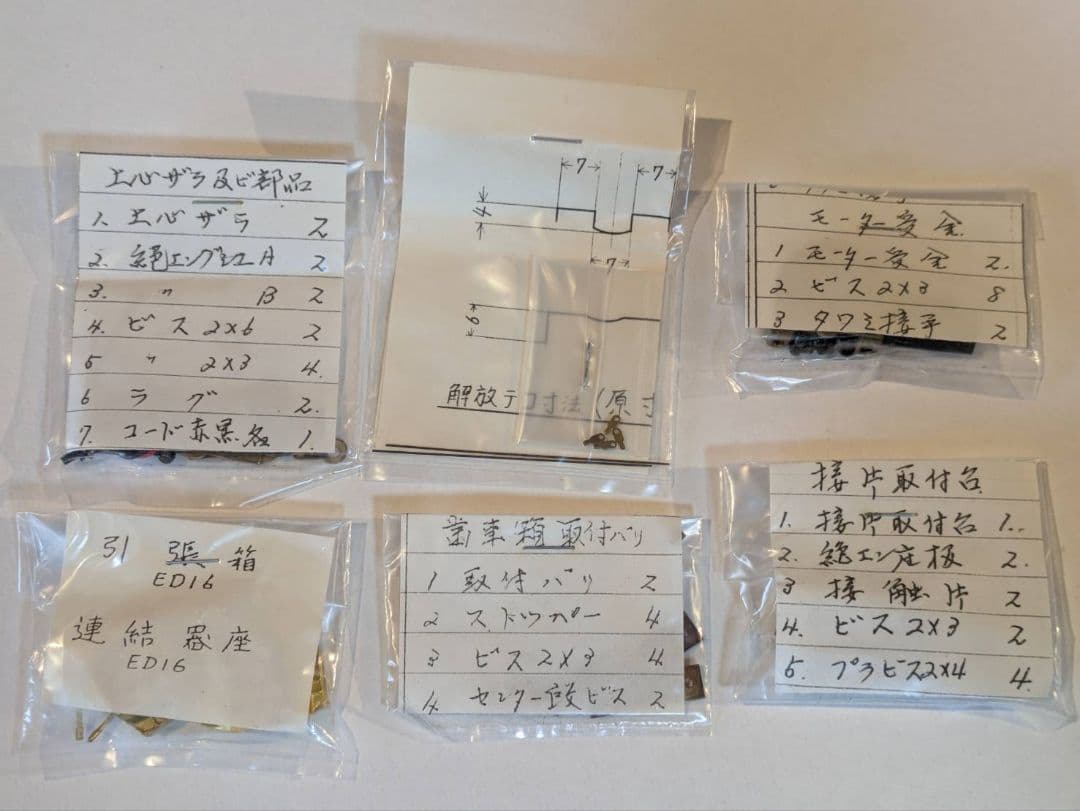 上心ザラ及ビ部品
1. 上心ザラ 2
2. 絶エンブシュA 2
3. 〃 B 2
4. ビス 2×6 2
5 〃 2×3 4.
6 ラグ 2.
7. コード赤黒各 1.
7 7
4
7
6
解放テコ寸法(原寸
モーター受金
1 モーター受金 2.
2 ビス 2×3 8
3 タワミ接手 2
引張箱
ED16
連結器座
ED16
歯車箱取付バリ
1 取付バリ 2
2 ストッパー 4
3 ビス 2×3 4
4 センター段ビス 2
接片取付台
1. 接片取付台 1.
2. 絶エン座板 2.
3 接触片 2
4. ビス 2×3 2
5. プラビス2×4 4.